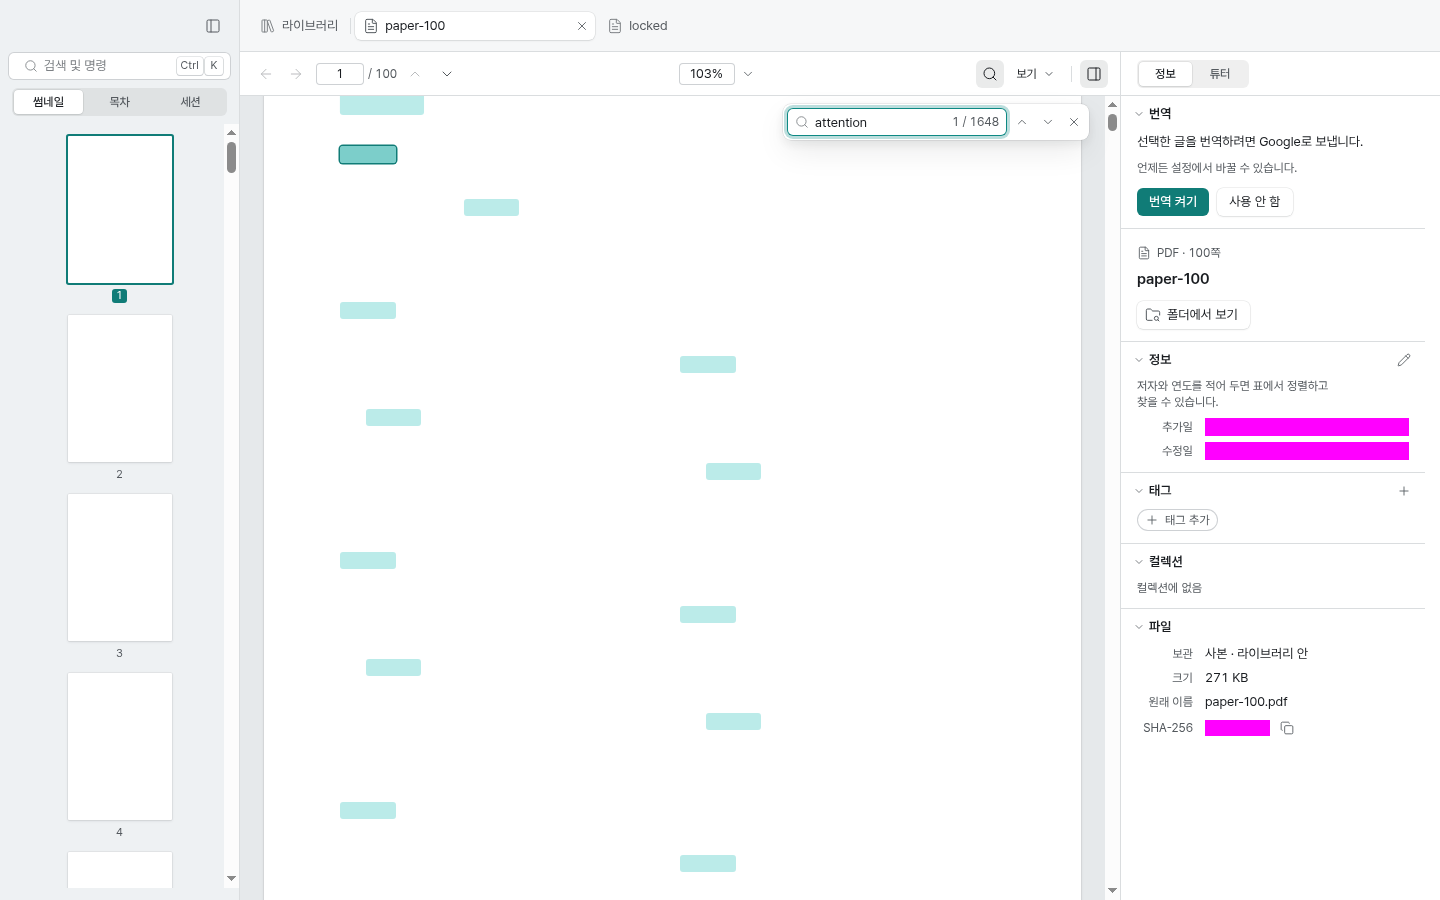 라이브러리
paper-100
locked
검색 및 명령
Ctrl
K
1 / 100
103%
보기
정보
튜터
썸네일
목차
세션
attention
1 / 1648
1
2
3
4
번역
선택한 글을 번역하려면 Google로 보냅니다.
언제든 설정에서 바꿀 수 있습니다.
번역 켜기
사용 안 함
PDF · 100쪽
paper-100
폴더에서 보기
정보
저자와 연도를 적어 두면 표에서 정렬하고
찾을 수 있습니다.
추가일
수정일
태그
태그 추가
컬렉션
컬렉션에 없음
파일
보관 사본 · 라이브러리 안
크기 271 KB
원래 이름 paper-100.pdf
SHA-256